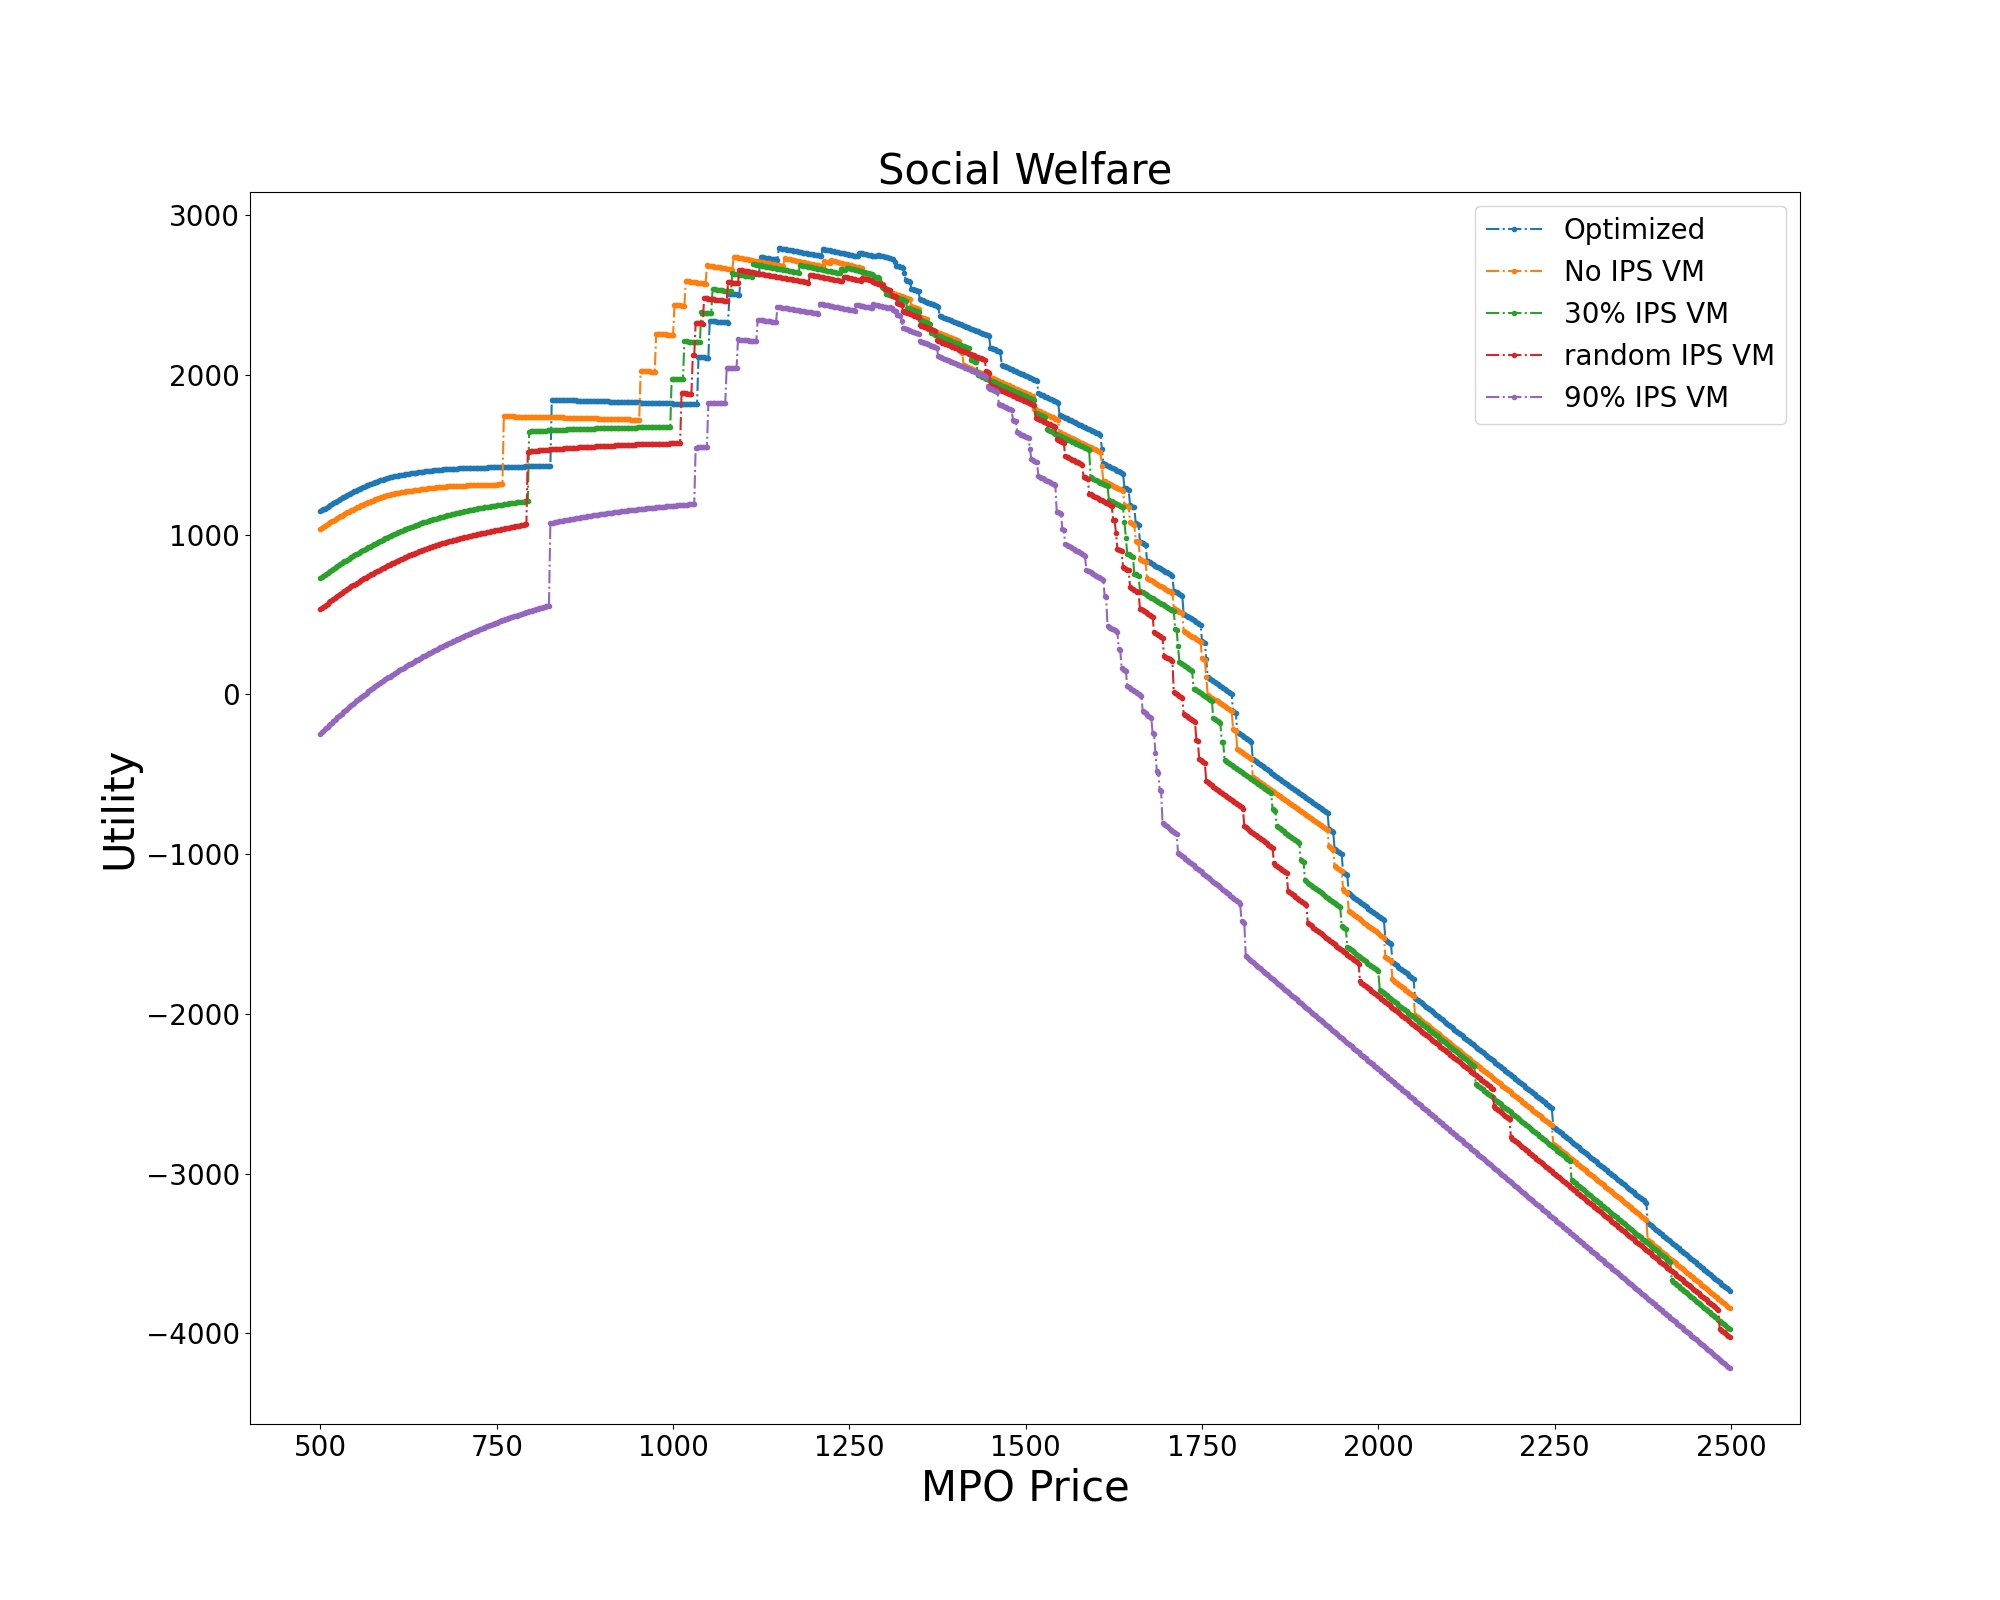 Social Welfare
3000
2000
1000
0
−1000
−2000
−3000
−4000
Utility
500 750 1000 1250 1500 1750 2000 2250 2500
MPO Price
Optimized
No IPS VM
30% IPS VM
random IPS VM
90% IPS VM